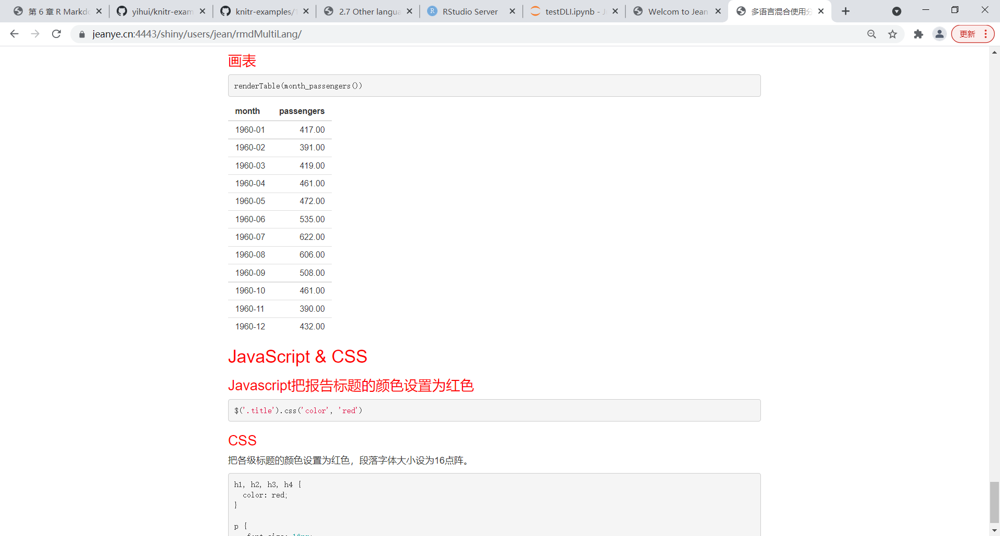 第 6 章 R Markdo
yihui/knitr-exam
knitr-examples/1
2.7 Other langua
RStudio Server
testDLI.ipynb - J
Welcom to Jean
多语言混合使用分
jeanye.cn:4443/shiny/users/jean/rmdMultiLang/
更新
画表
renderTable(month_passengers())
month passengers
1960-01 417.00
1960-02 391.00
1960-03 419.00
1960-04 461.00
1960-05 472.00
1960-06 535.00
1960-07 622.00
1960-08 606.00
1960-09 508.00
1960-10 461.00
1960-11 390.00
1960-12 432.00
JavaScript & CSS
Javascript把报告标题的颜色设置为红色
$('.title').css('color', 'red')
CSS
把各级标题的颜色设置为红色，段落字体大小设为16点阵。
h1, h2, h3, h4 {
color: red;
}
p {